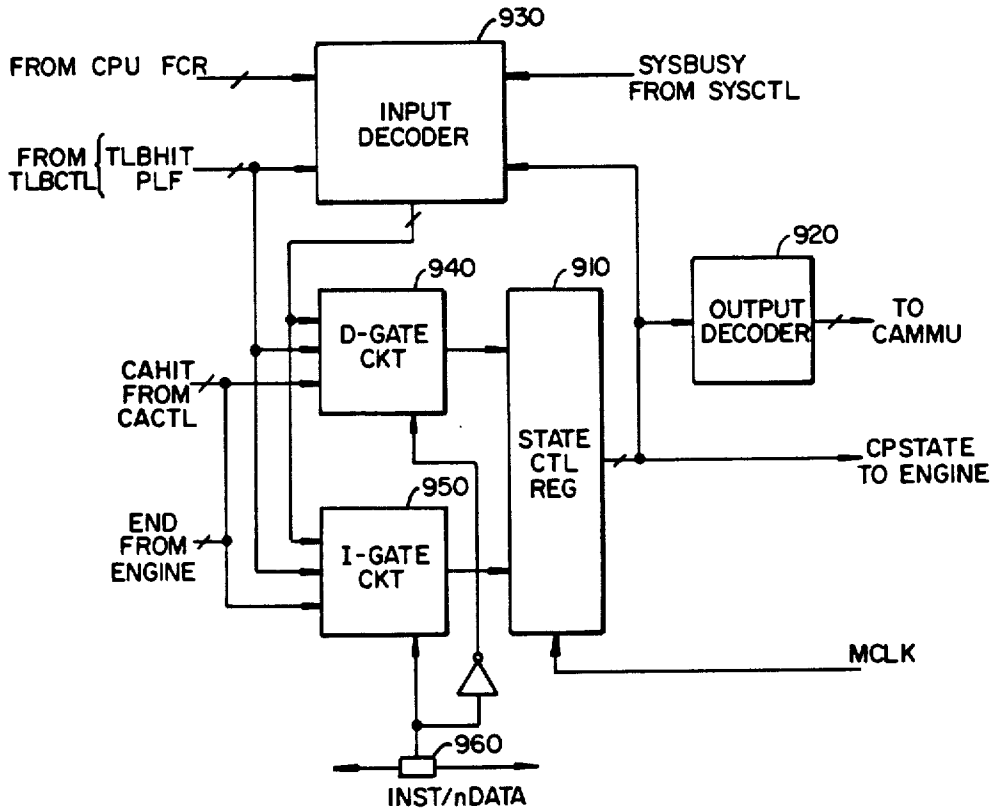 930
FROM CPU FCR
SYSBUSY
FROM SYSCTL
INPUT
DECODER
FROM
TLBCTL
TLBHIT
PLF
940
910
920
D-GATE
CKT
OUTPUT
DECODER
TO
CAMMU
CAHIT
FROM
CACTL
STATE
CTL
REG
CPSTATE
TO ENGINE
950
END
FROM
ENGINE
I-GATE
CKT
MCLK
960
INST/nDATA